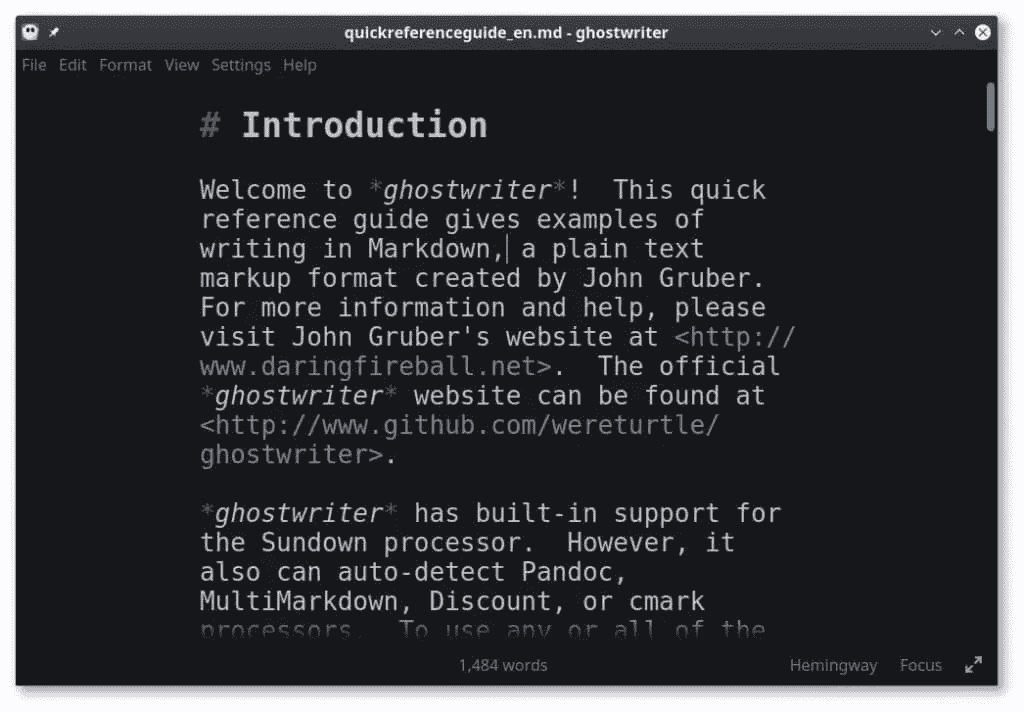 quickreferenceguide_en.md - ghostwriter
File Edit Format View Settings Help
# Introduction
Welcome to *ghostwriter*!  This quick
reference guide gives examples of
writing in Markdown, a plain text
markup format created by John Gruber.
For more information and help, please
visit John Gruber's website at <http://
www.daringfireball.net>.  The official
*ghostwriter* website can be found at
<http://www.github.com/wereturtle/
ghostwriter>.
*ghostwriter* has built-in support for
the Sundown processor.  However, it
also can auto-detect Pandoc,
MultiMarkdown, Discount, or cmark
processors.  To use any or all of the
1,484 words Hemingway Focus